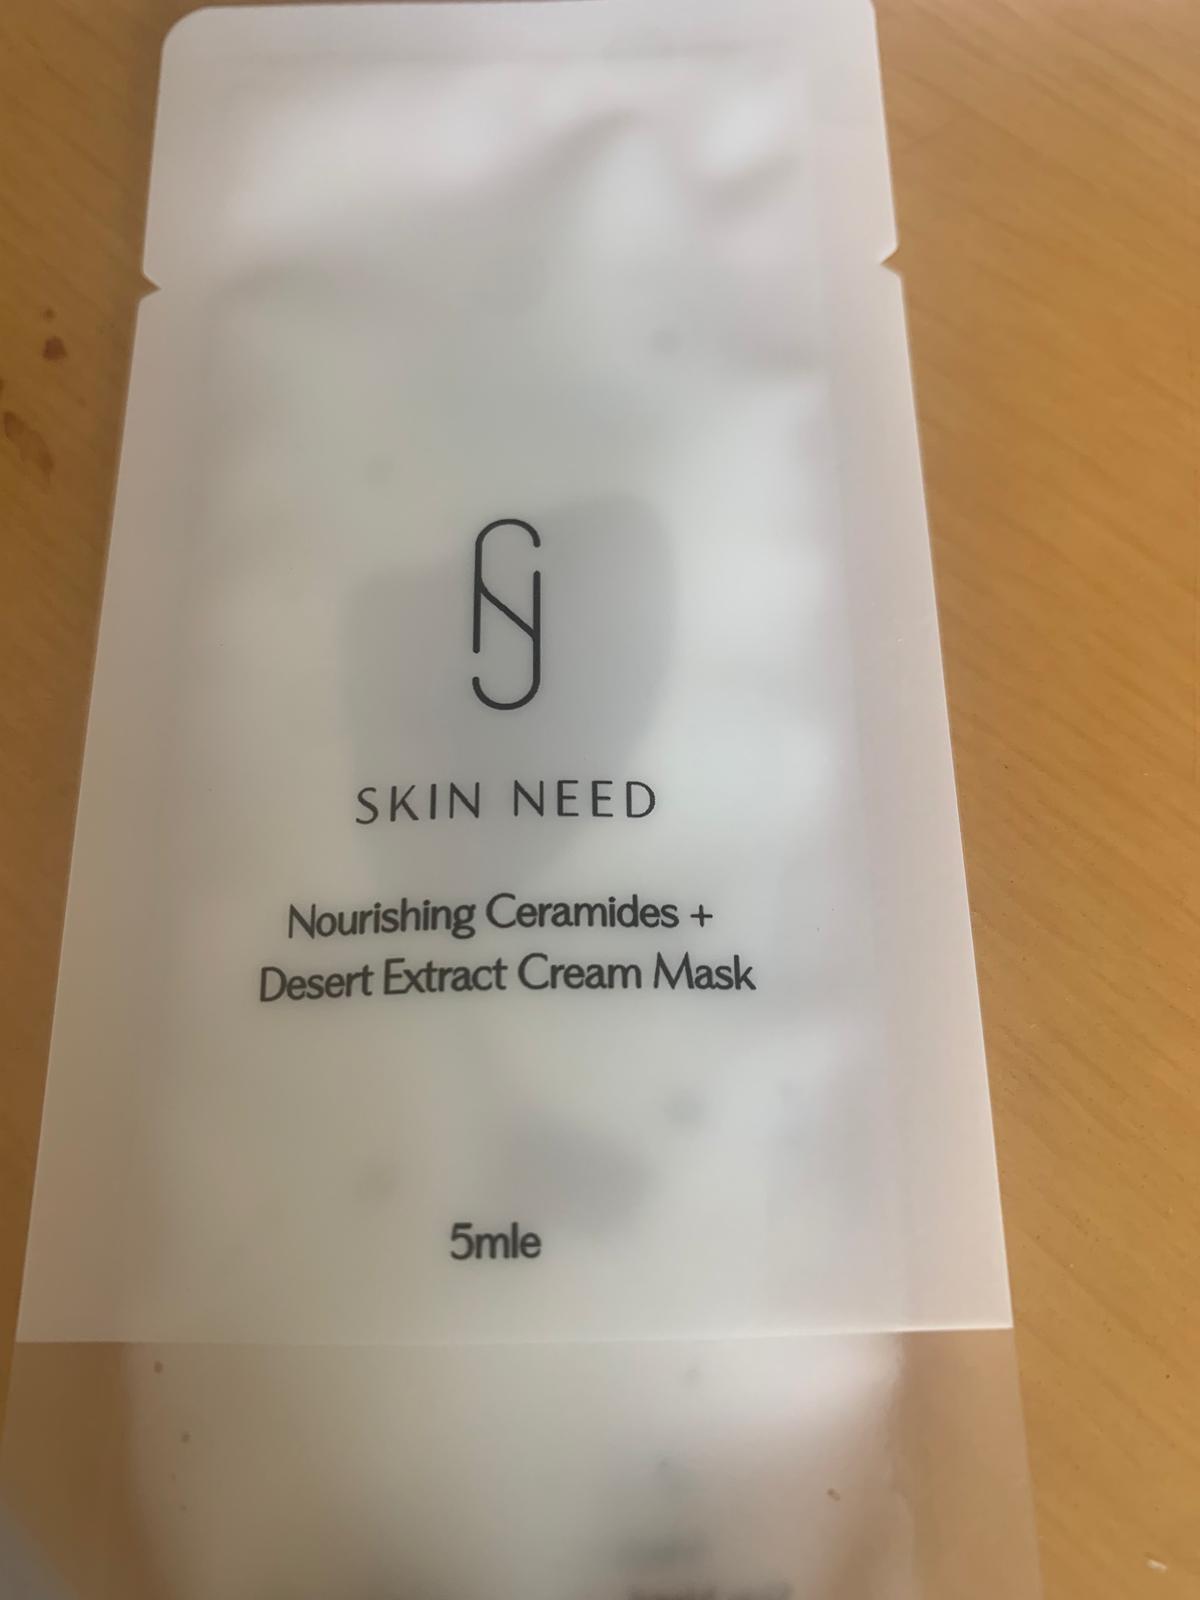 SKIN NEED
Nourishing Ceramides +
Desert Extract Cream Mask
5mle